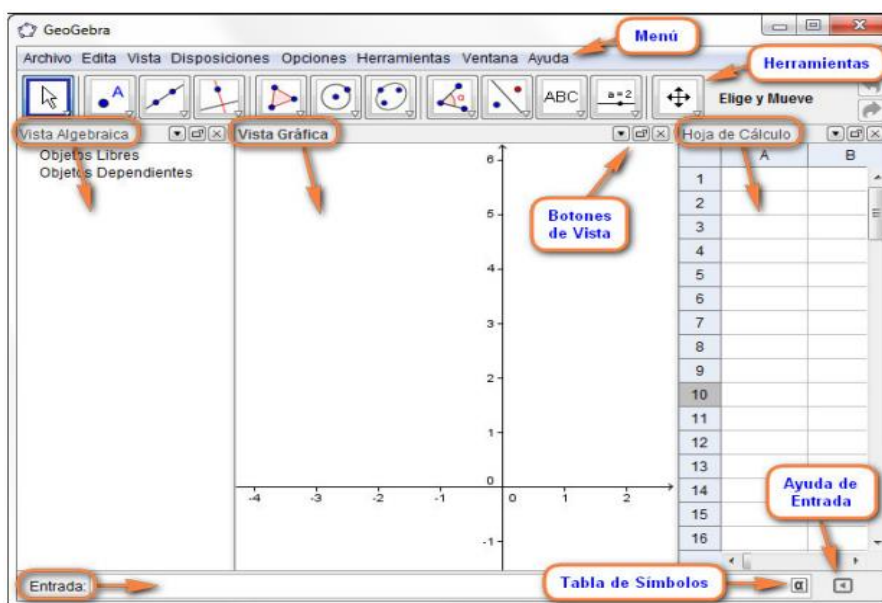 GeoGebra
Menú
Archivo Edita Vista Disposiciones Opciones Herramientas Ventana Ayuda
Herramientas
A
ABC
a=2
Elige y Mueve
Vista Algebraica
Vista Gráfica
Hoja de Cálculo
Objetos Libres
Objetos Dependientes
Botones
de Vista
A B
1
2
3
4
5
6
7
8
9
10
11
12
13
14
15
16
6
5
4
3
2
1
0
-1
-4 -3 -2 -1 0 1 2
Ayuda de
Entrada
Entrada:
Tabla de Símbolos
α